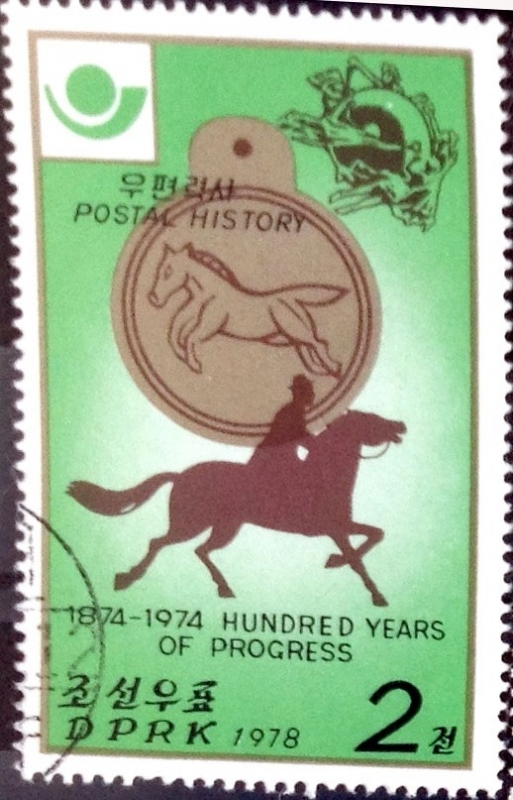 우편력사
POSTAL HISTORY
1874-1974 HUNDRED YEARS
OF PROGRESS
조선우표
DPRK 1978
2전